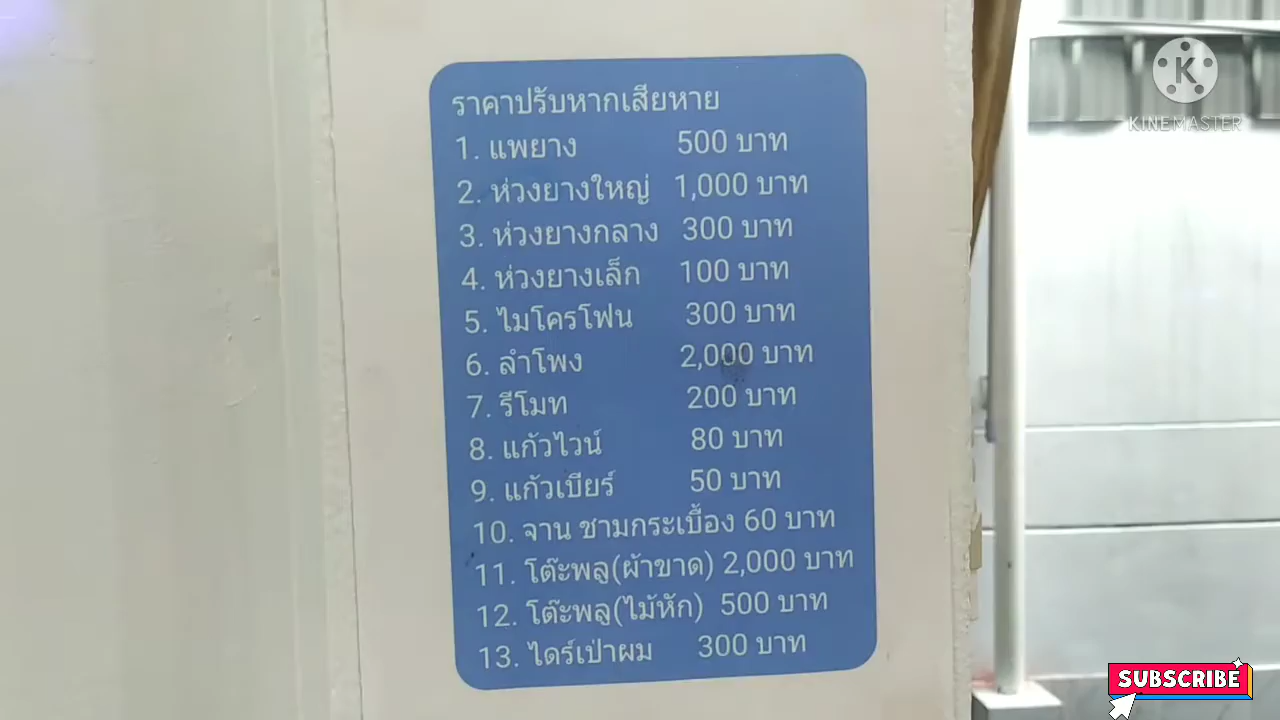 ราคาปรับหากเสียหาย
1. แพยาง 500 บาท
2. ห่วงยางใหญ่ 1,000 บาท
3. ห่วงยางกลาง 300 บาท
4. ห่วงยางเล็ก 100 บาท
5. ไมโครโฟน 300 บาท
6. ลำโพง 2,000 บาท
7. รีโมท 200 บาท
8. แก้วไวน์ 80 บาท
9. แก้วเบียร์ 50 บาท
10. จาน ชามกระเบื้อง 60 บาท
11. โต๊ะพลู(ผ้าขาด) 2,000 บาท
12. โต๊ะพลู(ไม้หัก) 500 บาท
13. ไดร์เป่าผม 300 บาท
K
KINEMASTER
SUBSCRIBE